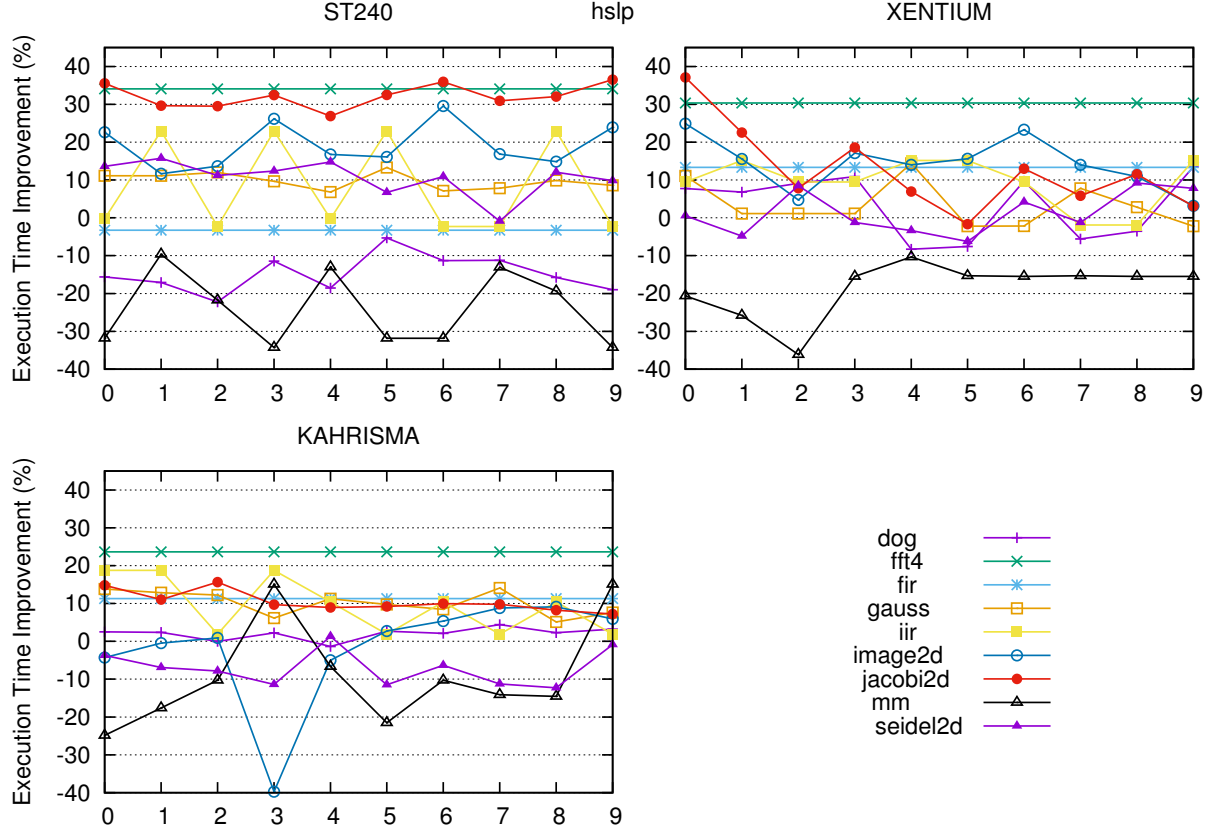 ST240 hslp XENTIUM
Execution Time Improvement (%)
40
30
20
10
0
-10
-20
-30
-40
0 1 2 3 4 5 6 7 8 9
40
30
20
10
0
-10
-20
-30
-40
0 1 2 3 4 5 6 7 8 9
KAHRISMA
Execution Time Improvement (%)
40
30
20
10
0
-10
-20
-30
-40
0 1 2 3 4 5 6 7 8 9
dog
fft4
fir
gauss
iir
image2d
jacobi2d
mm
seidel2d